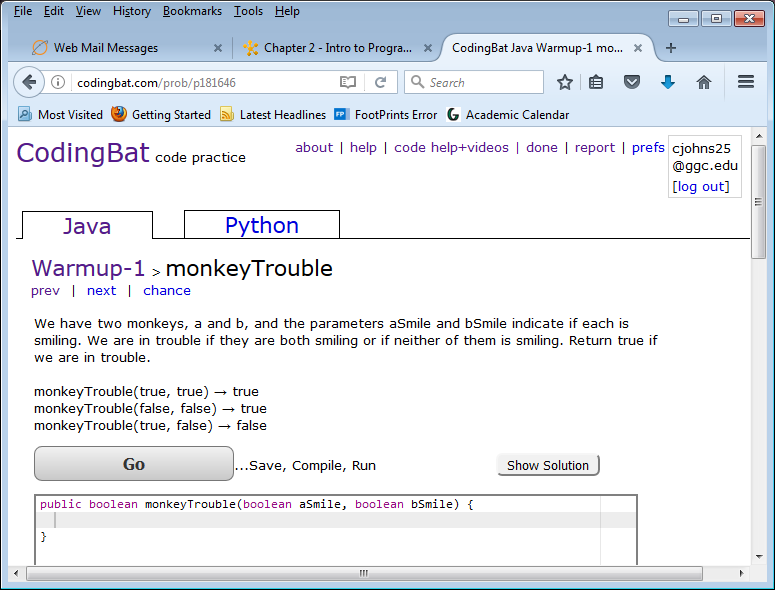 File Edit View History Bookmarks Tools Help
Web Mail Messages
Chapter 2 - Intro to Progra...
CodingBat Java Warmup-1 mo...
codingbat.com/prob/p181646
Search
Most Visited
Getting Started
Latest Headlines
FP FootPrints Error
G Academic Calendar
CodingBat code practice
about | help | code help+videos | done | report | prefs
cjohns25
@ggc.edu
[log out]
Java
Python
Warmup-1 > monkeyTrouble
prev | next | chance
We have two monkeys, a and b, and the parameters aSmile and bSmile indicate if each is
smiling. We are in trouble if they are both smiling or if neither of them is smiling. Return true if
we are in trouble.
monkeyTrouble(true, true) → true
monkeyTrouble(false, false) → true
monkeyTrouble(true, false) → false
Go
...Save, Compile, Run
Show Solution
public boolean monkeyTrouble(boolean aSmile, boolean bSmile) {
}